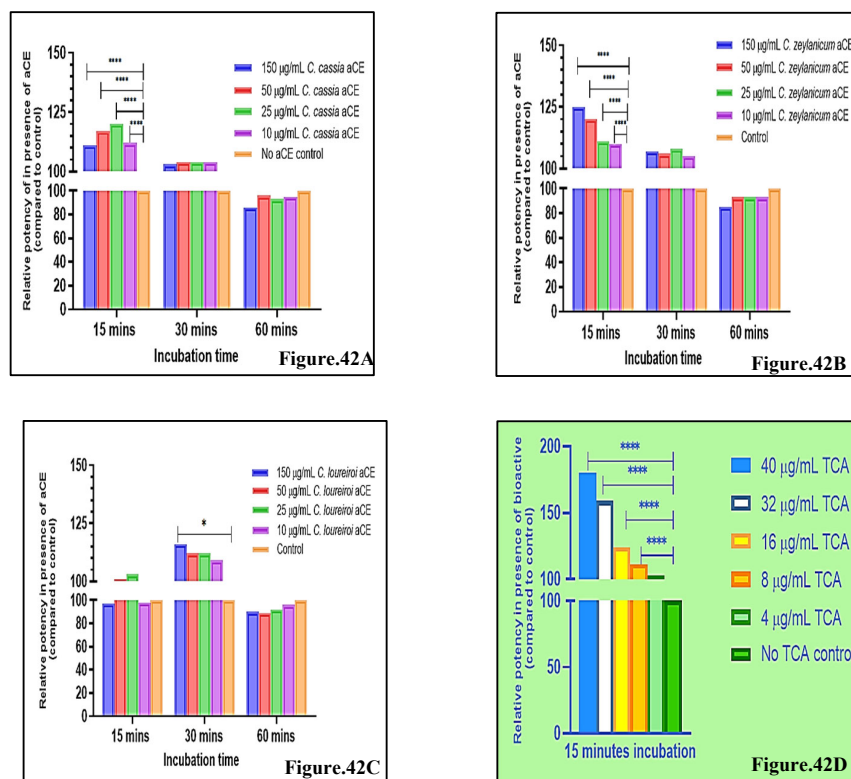 Relative potency of in presence of aCE
(compared to control)
150
125
100
100
80
60
40
20
0
****
****
****
****
150 µg/mL C. cassia aCE
50 µg/mL C. cassia aCE
25 µg/mL C. cassia aCE
10 µg/mL C. cassia aCE
No aCE control
15 mins
30 mins
60 mins
Incubation time
Figure.42A
Relative potency of in presence of aCE
(compared to control)
150
125
100
100
80
60
40
20
0
****
****
****
****
150 µg/mL C. zeylanicum aCE
50 µg/mL C. zeylanicum aCE
25 µg/mL C. zeylanicum aCE
10 µg/mL C. zeylanicum aCE
Control
15 mins
30 mins
60 mins
Incubation time
Figure.42B
Relative potency of in presence of aCE
(compared to control)
150
125
100
100
80
60
40
20
0
*
150 µg/mL C. loureiroi aCE
50 µg/mL C. loureiroi aCE
25 µg/mL C. loureiroi aCE
10 µg/mL C. loureiroi aCE
Control
15 mins
30 mins
60 mins
Incubation time
Figure.42C
Relative potency in presence of bioactive
(compared to control)
200
150
100
100
50
0
****
****
****
****
40 µg/mL TCA
32 µg/mL TCA
16 µg/mL TCA
8 µg/mL TCA
4 µg/mL TCA
No TCA control
15 minutes incubation
Figure.42D